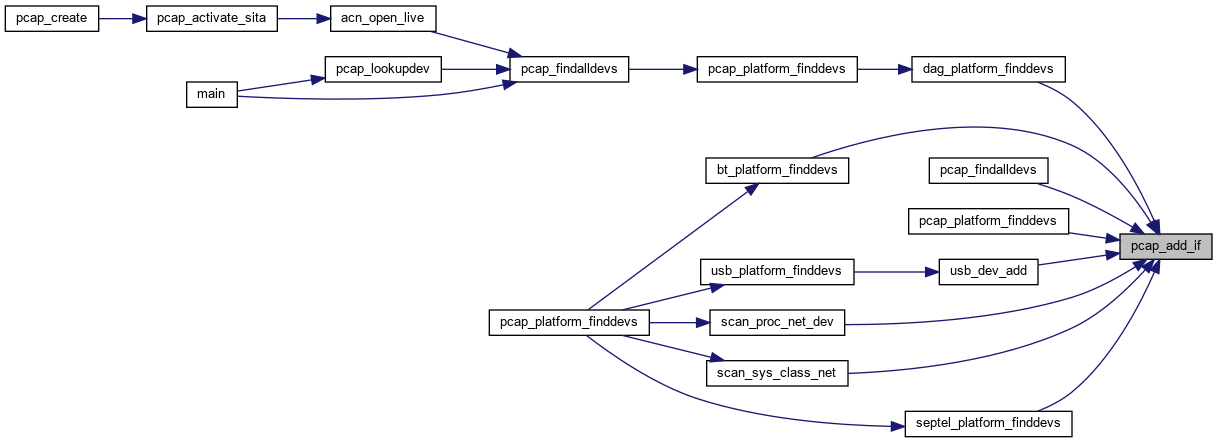 pcap_create
pcap_activate_sita
acn_open_live
pcap_lookupdev
main
pcap_findalldevs
pcap_platform_finddevs
dag_platform_finddevs
bt_platform_finddevs
pcap_findalldevs
pcap_platform_finddevs
pcap_add_if
usb_platform_finddevs
usb_dev_add
pcap_platform_finddevs
scan_proc_net_dev
scan_sys_class_net
septel_platform_finddevs